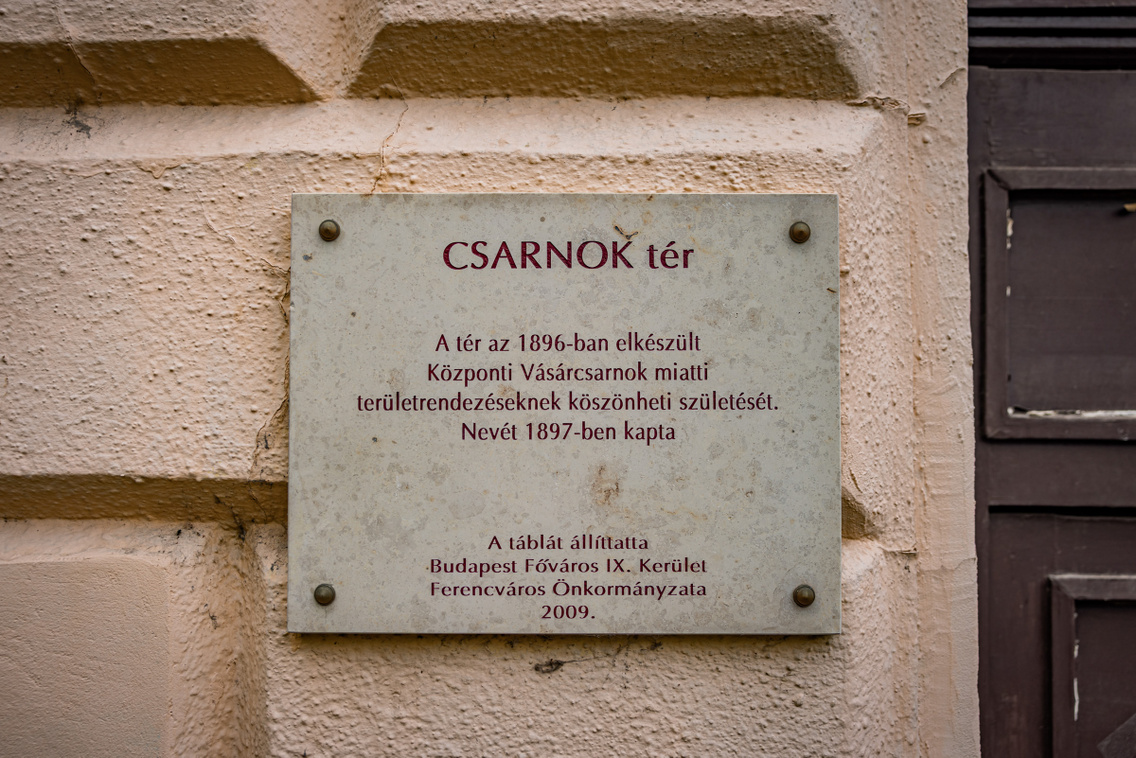 CSARNOK tér
A tér az 1896-ban elkészült
Központi Vásárcsarnok miatti
területrendezéseknek köszönheti születését.
Nevét 1897-ben kapta
A táblát állíttatta
Budapest Főváros IX. Kerület
Ferencváros Önkormányzata
2009.